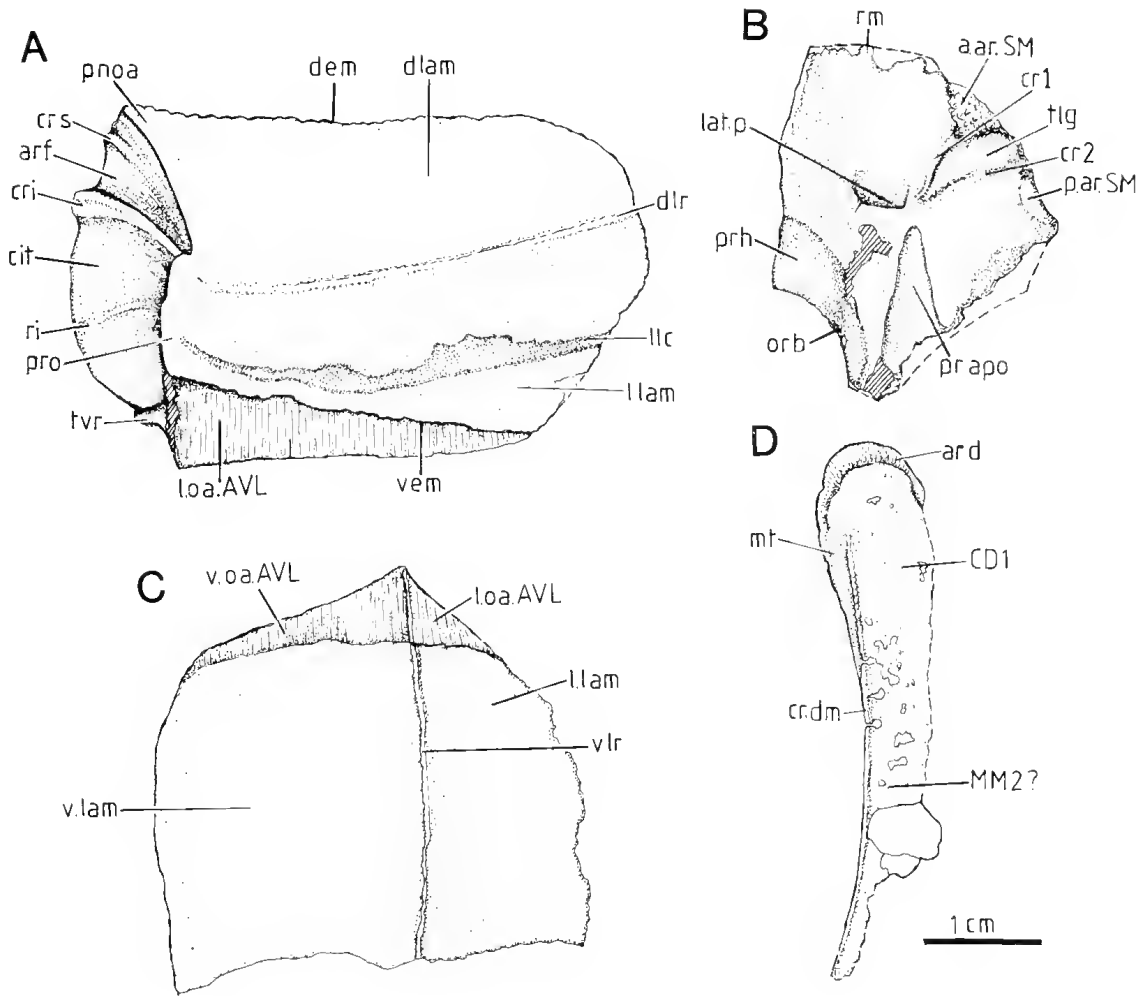 A
pnoa
dem
dlam
crs
arf
cri
cit
ri
pro
tvr
l.oa.AVL
vem
dlr
llc
l lam
B
rm
a.ar.SM
cr1
tlg
cr2
p.ar.SM
lat.p
prh
orb
pr apo
C
v.oa.AVL
l.oa.AVL
l.lam
vlr
v.lam
D
ard
mt
CD1
cr.dm
MM2?
1 cm